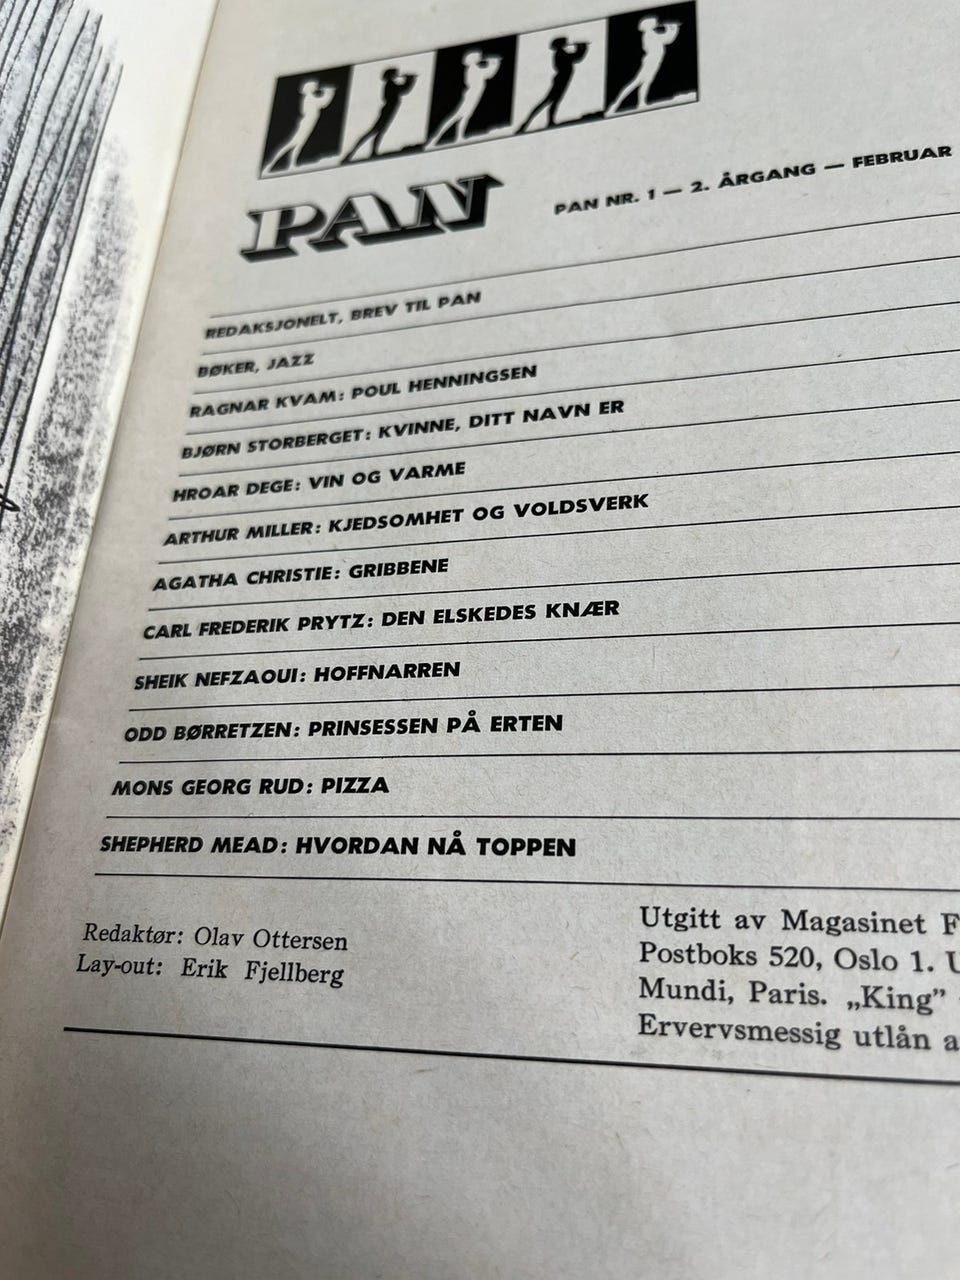 PAN
PAN NR. 1 — 2. ÅRGANG — FEBRUAR
REDAKSJONELT, BREV TIL PAN
BØKER, JAZZ
RAGNAR KVAM: POUL HENNINGSEN
BJØRN STORBERGET: KVINNE, DITT NAVN ER
HROAR DEGE: VIN OG VARME
ARTHUR MILLER: KJEDSOMHET OG VOLDSVERK
AGATHA CHRISTIE: GRIBBENE
CARL FREDERIK PRYTZ: DEN ELSKEDES KNÆR
SHEIK NEFZAOUI: HOFFNARREN
ODD BØRRETZEN: PRINSESSEN PÅ ERTEN
MONS GEORG RUD: PIZZA
SHEPHERD MEAD: HVORDAN NÅ TOPPEN
Redaktør: Olav Ottersen
Lay-out: Erik Fjellberg
Utgitt av Magasinet F
Postboks 520, Oslo 1. U
Mundi, Paris. „King”
Ervervsmessig utlån a